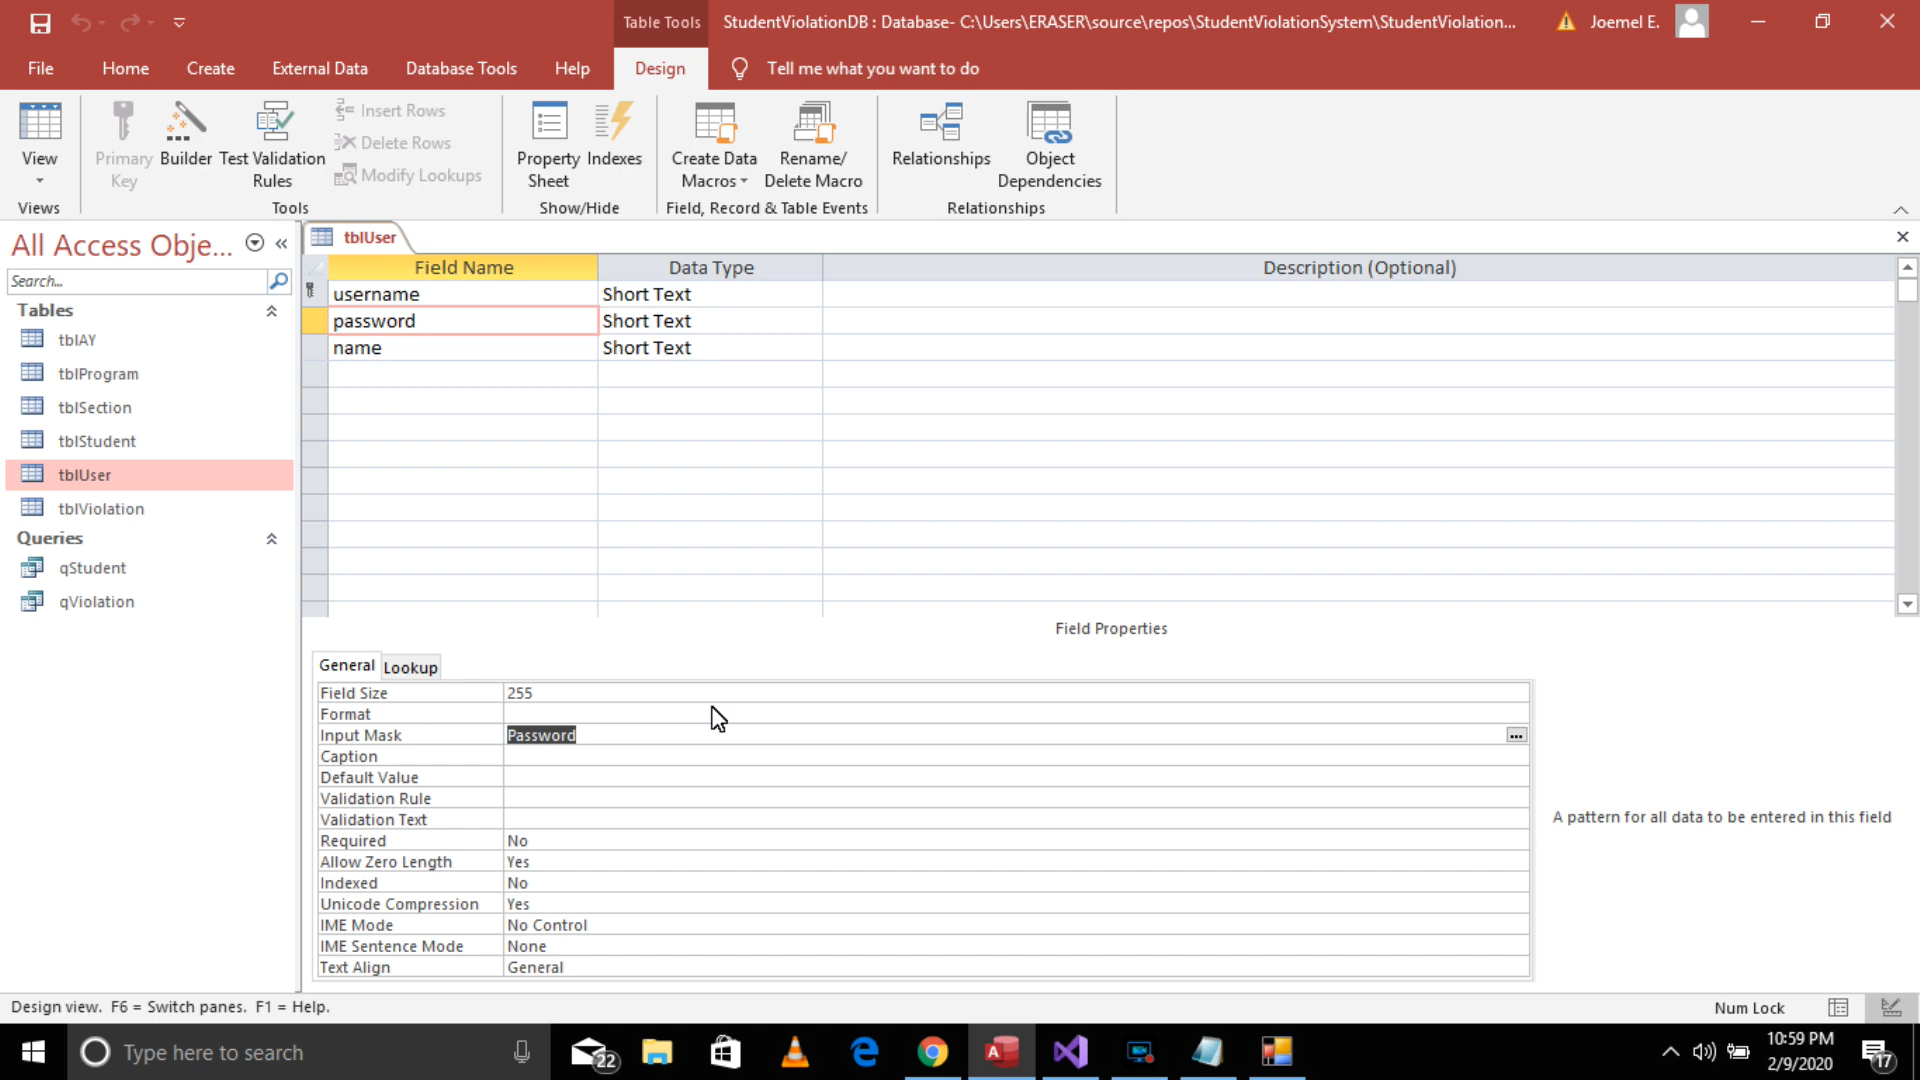 Table Tools
StudentViolationDB : Database- C:\Users\ERASER\source\repos\StudentViolationSystem\StudentViolation...
Joemel E.
File Home Create External Data Database Tools Help Design Tell me what you want to do
View
Views
Primary Key
Builder
Test Validation Rules
Insert Rows
Delete Rows
Modify Lookups
Tools
Property Sheet
Indexes
Show/Hide
Create Data Macros
Rename/ Delete Macro
Field, Record & Table Events
Relationships
Object Dependencies
Relationships
All Access Obje...
Search...
Tables
tblAY
tblProgram
tblSection
tblStudent
tblUser
tblViolation
Queries
qStudent
qViolation
tblUser
Field Name Data Type Description (Optional)
username Short Text
password Short Text
name Short Text
Field Properties
General Lookup
Field Size 255
Format
Input Mask Password ...
Caption
Default Value
Validation Rule
Validation Text
Required No
Allow Zero Length Yes
Indexed No
Unicode Compression Yes
IME Mode No Control
IME Sentence Mode None
Text Align General
A pattern for all data to be entered in this field
Design view. F6 = Switch panes. F1 = Help.
Num Lock
Type here to search
22
A
10:59 PM
2/9/2020
17